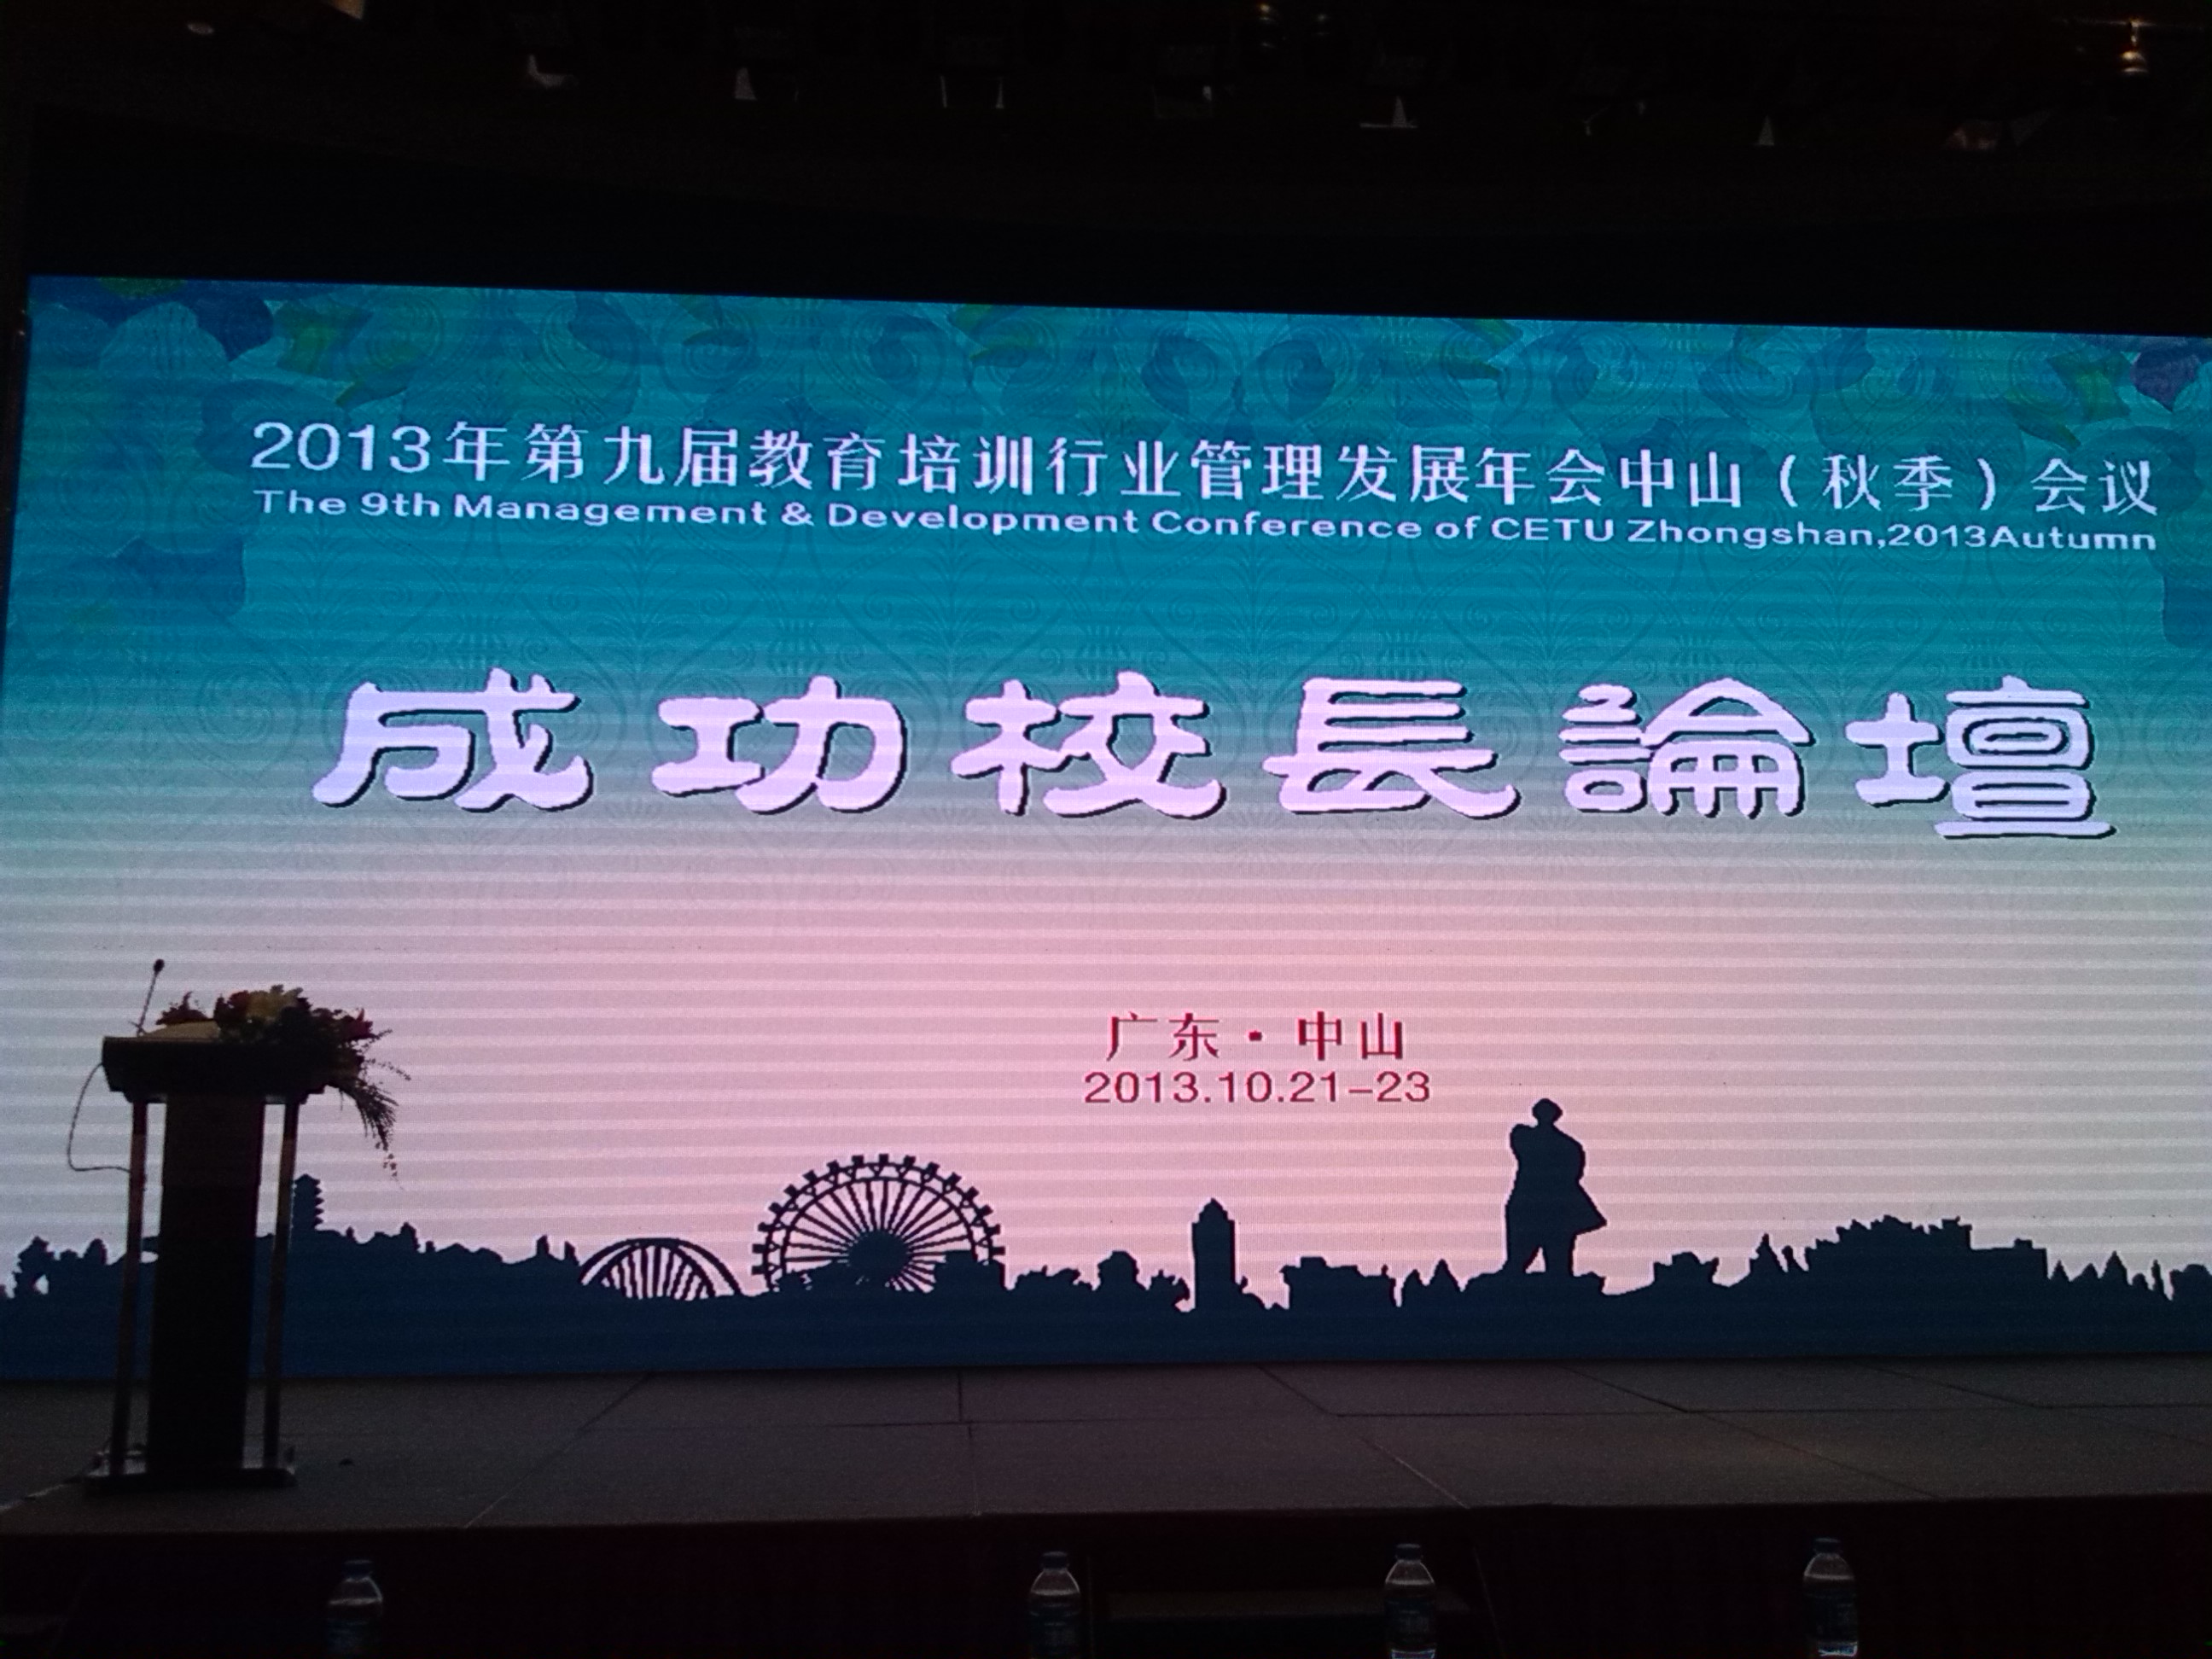 2013年第九届教育培训行业管理发展年会中山（秋季）会议
The 9th Management & Development Conference of CETU Zhongshan,2013Autumn
成功校長論壇
广东·中山
2013.10.21-23